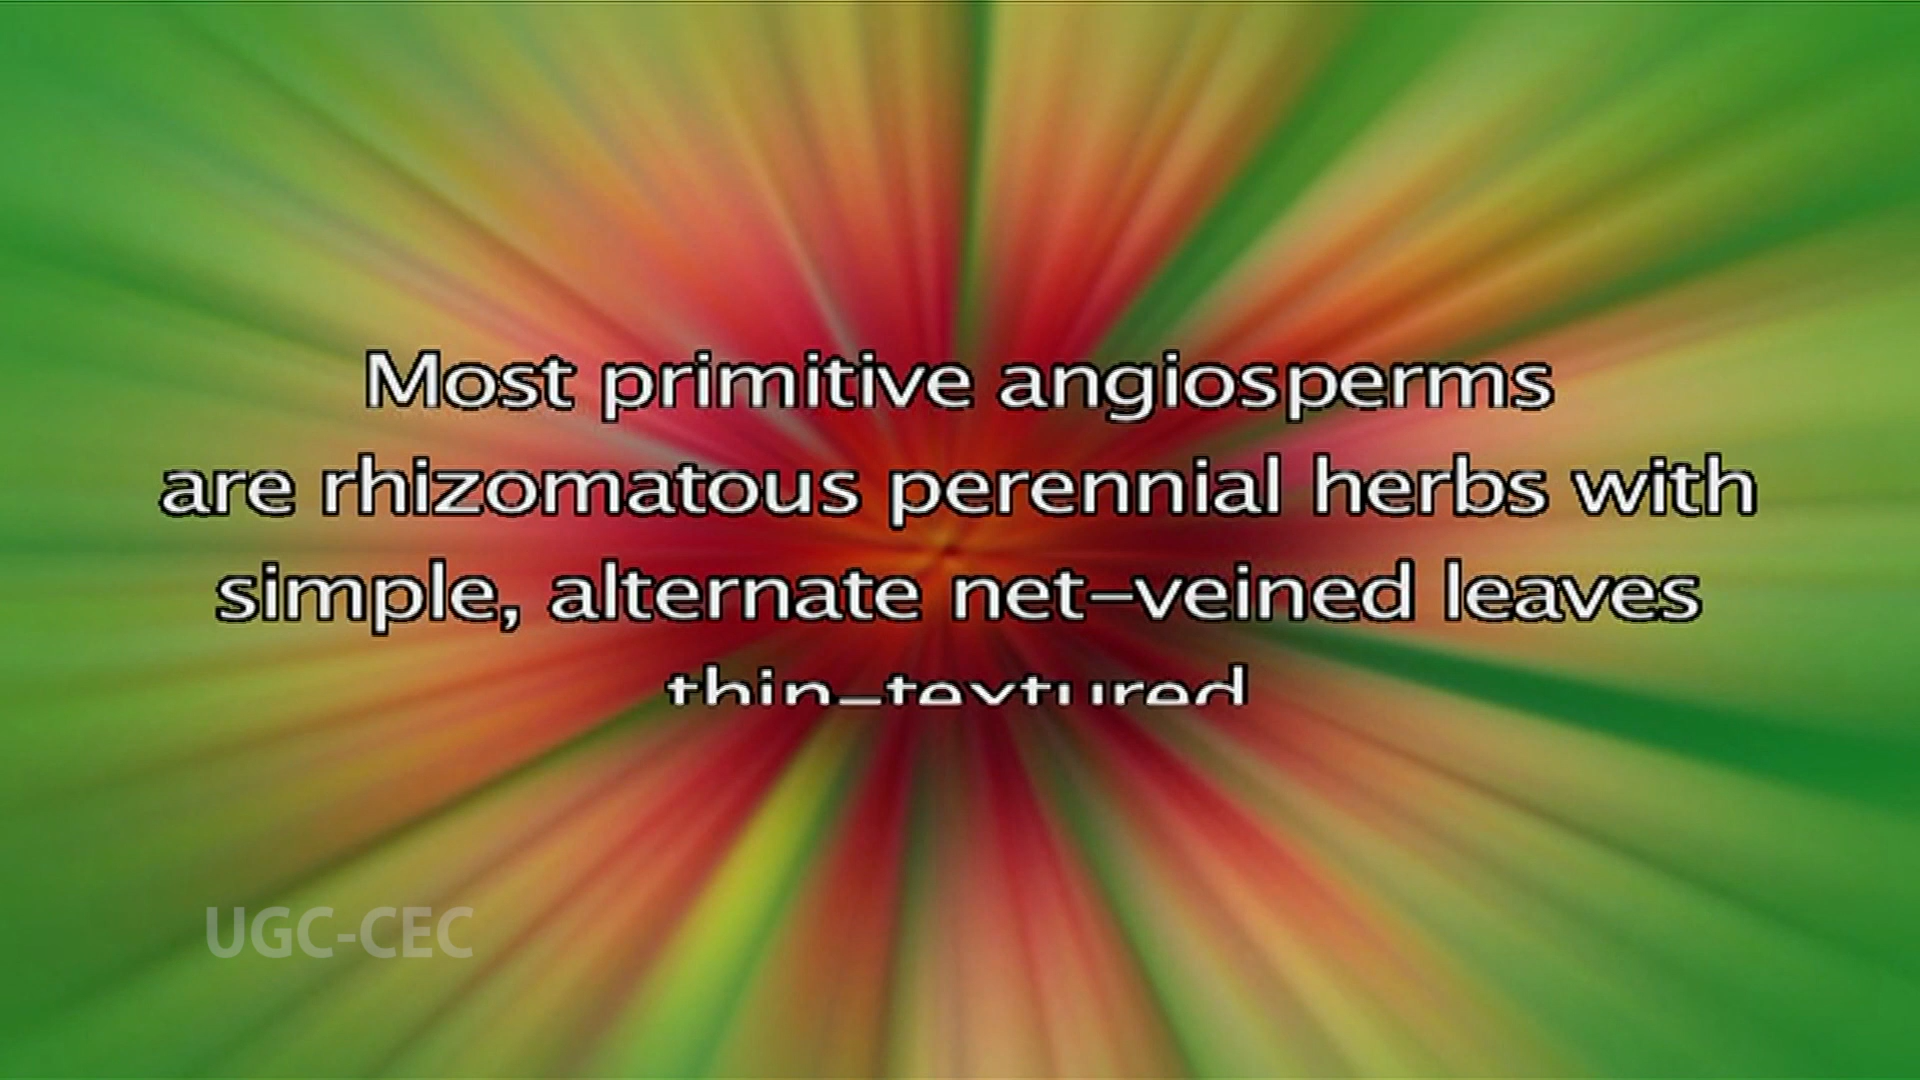 Most primitive angiosperms
are rhizomatous perennial herbs with
simple, alternate net-veined leaves
thin-textured
UGC-CEC